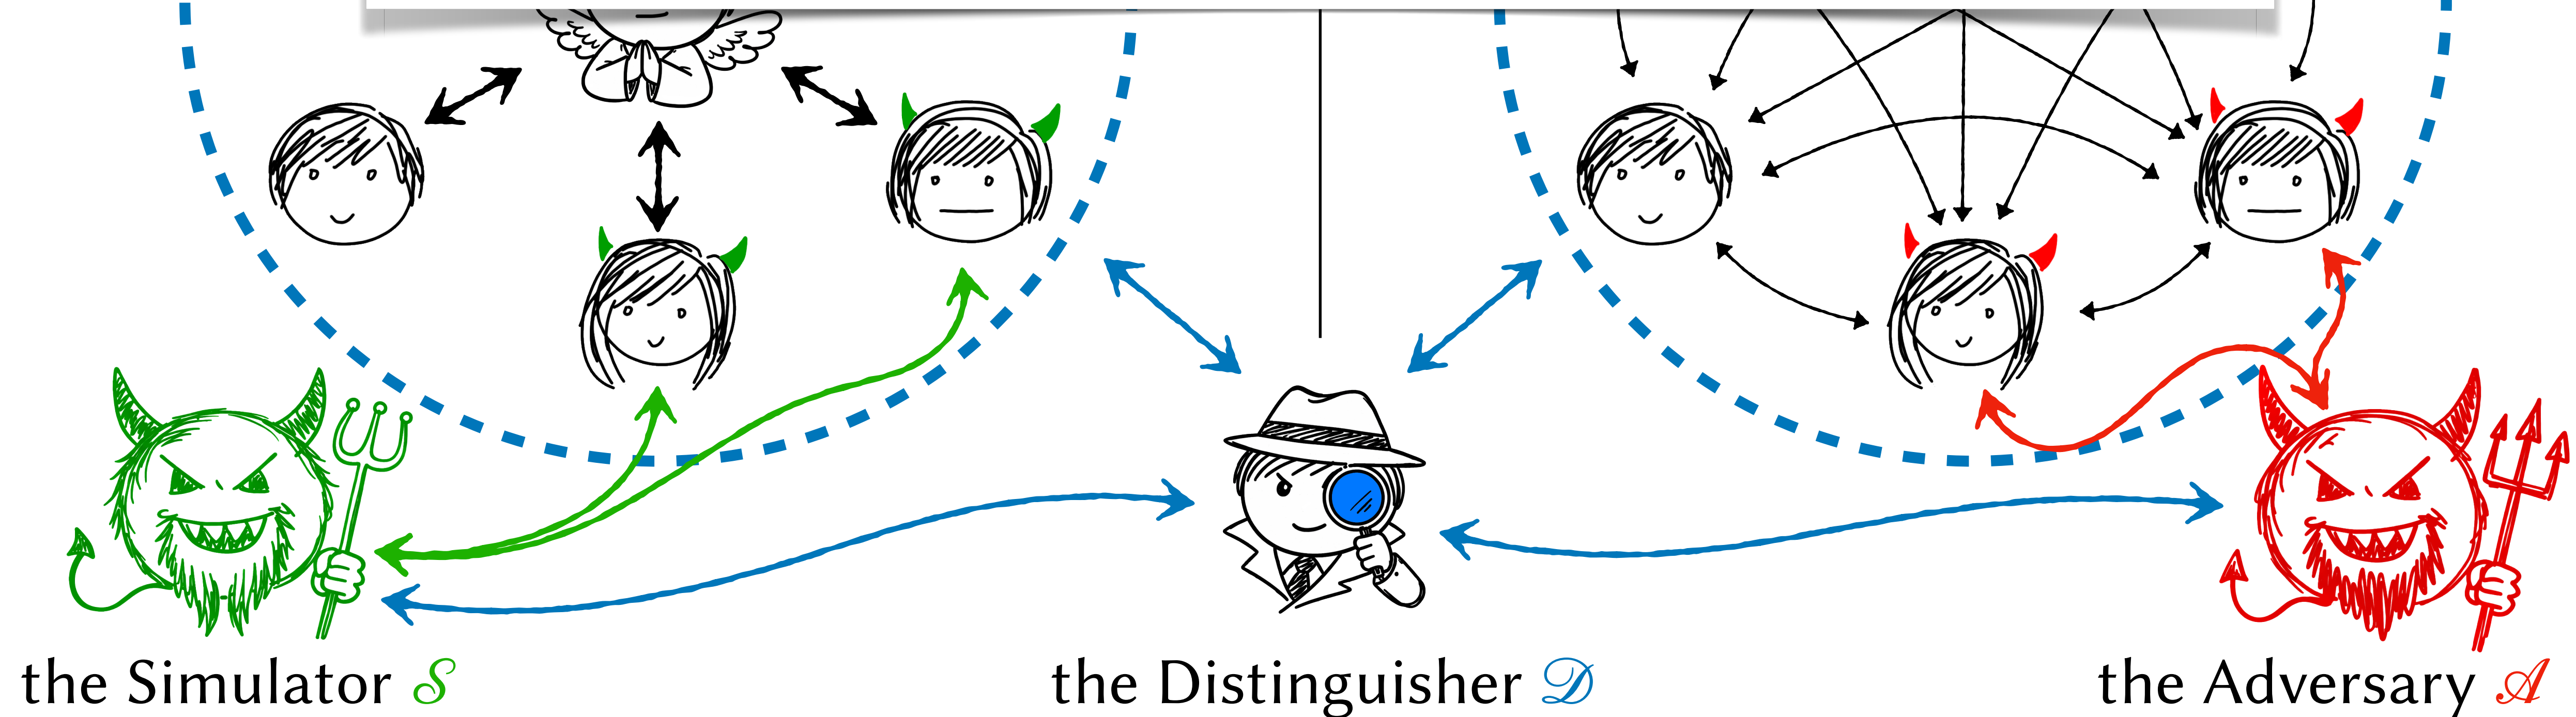 the Simulator 𝒮
the Distinguisher 𝒟
the Adversary 𝒜